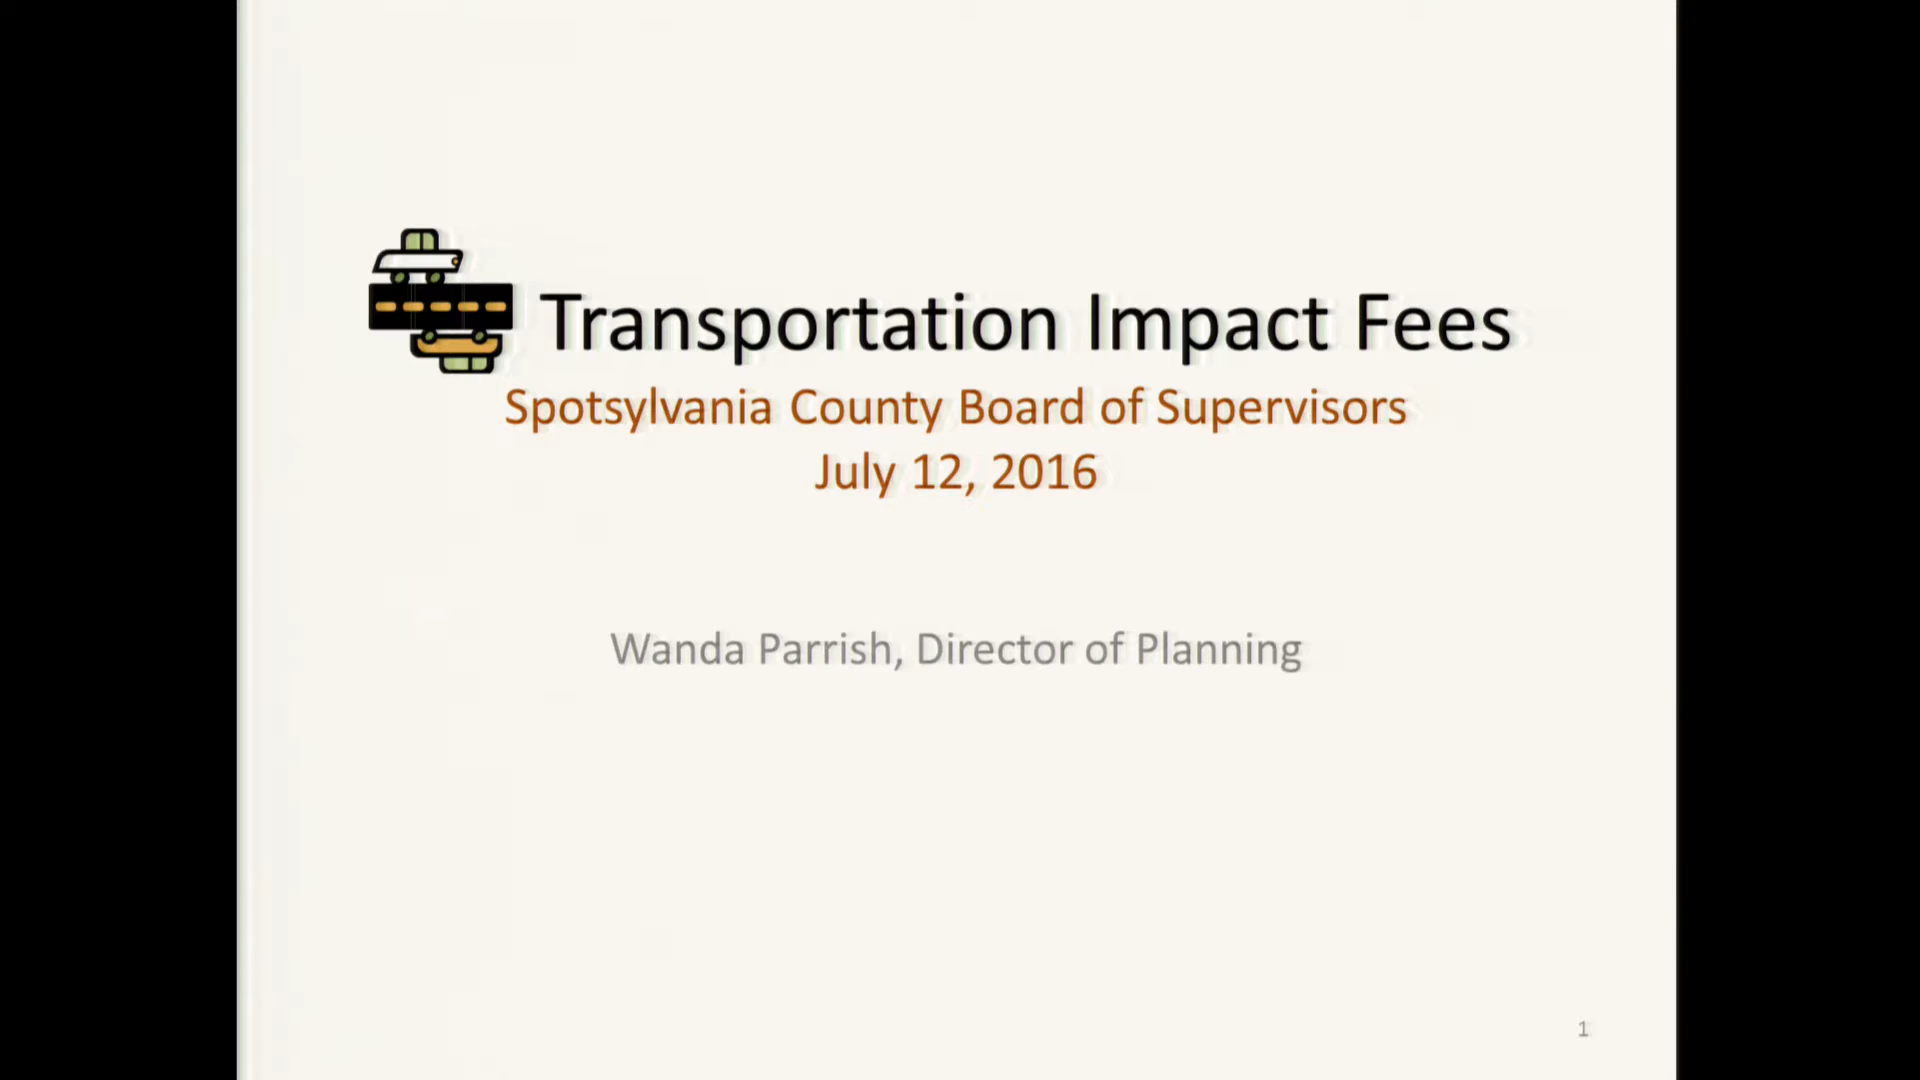 Transportation Impact Fees
Spotsylvania County Board of Supervisors
July 12, 2016
Wanda Parrish, Director of Planning
1